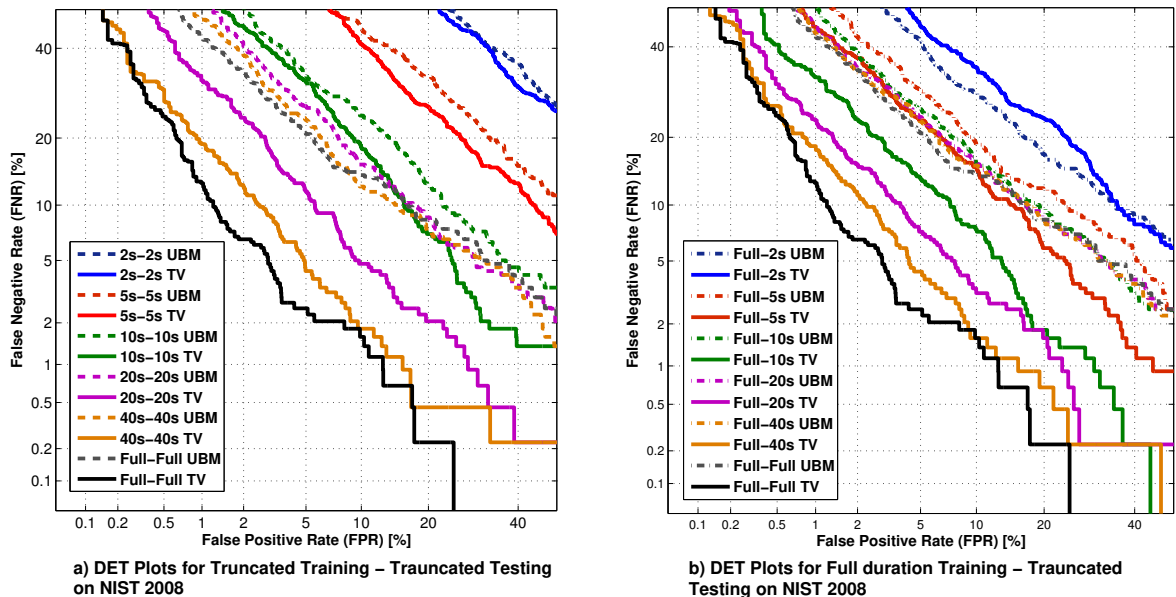 False Negative Rate (FNR) [%]
40
20
10
5
2
1
0.5
0.2
0.1
2s−2s UBM
2s−2s TV
5s−5s UBM
5s−5s TV
10s−10s UBM
10s−10s TV
20s−20s UBM
20s−20s TV
40s−40s UBM
40s−40s TV
Full−Full UBM
Full−Full TV
0.1 0.2 0.5 1 2 5 10 20 40
False Positive Rate (FPR) [%]
a) DET Plots for Truncated Training − Trauncated Testing
on NIST 2008
False Negative Rate (FNR) [%]
40
20
10
5
2
1
0.5
0.2
0.1
Full−2s UBM
Full−2s TV
Full−5s UBM
Full−5s TV
Full−10s UBM
Full−10s TV
Full−20s UBM
Full−20s TV
Full−40s UBM
Full−40s TV
Full−Full UBM
Full−Full TV
0.1 0.2 0.5 1 2 5 10 20 40
False Positive Rate (FPR) [%]
b) DET Plots for Full duration Training − Trauncated
Testing on NIST 2008